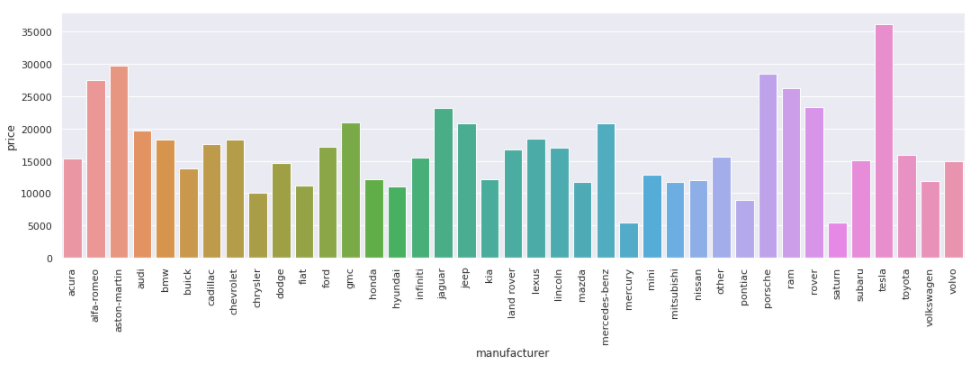 35000
30000
25000
20000
15000
10000
5000
0
price
acura
alfa-romeo
aston-martin
audi
bmw
buick
cadillac
chevrolet
chrysler
dodge
fiat
ford
gmc
honda
hyundai
infiniti
jaguar
jeep
kia
land rover
lexus
lincoln
mazda
mercedes-benz
mercury
mini
mitsubishi
nissan
other
pontiac
porsche
ram
rover
saturn
subaru
tesla
toyota
volkswagen
volvo
manufacturer